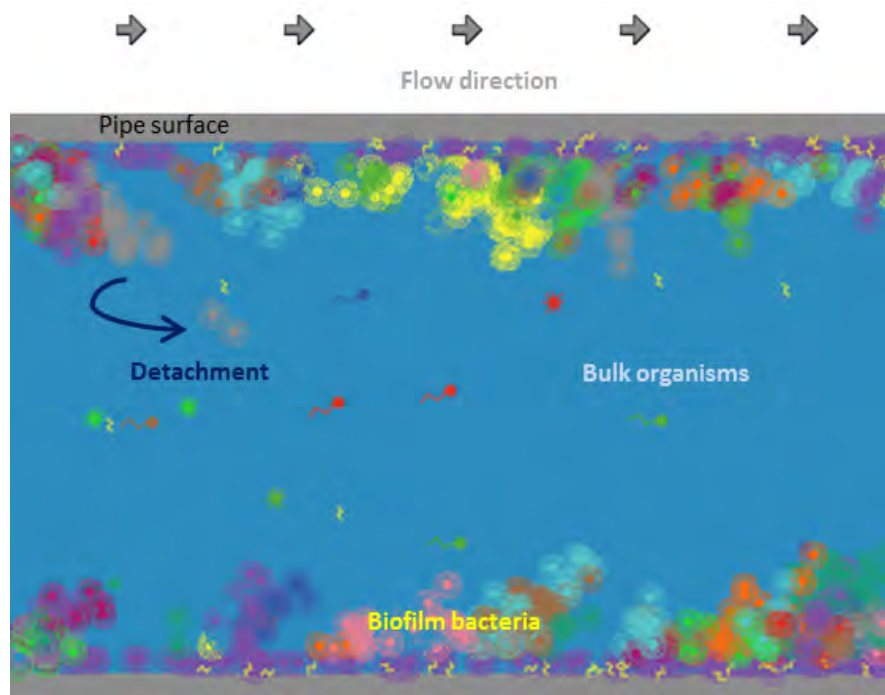 Flow direction
Pipe surface
Detachment
Bulk organisms
Biofilm bacteria